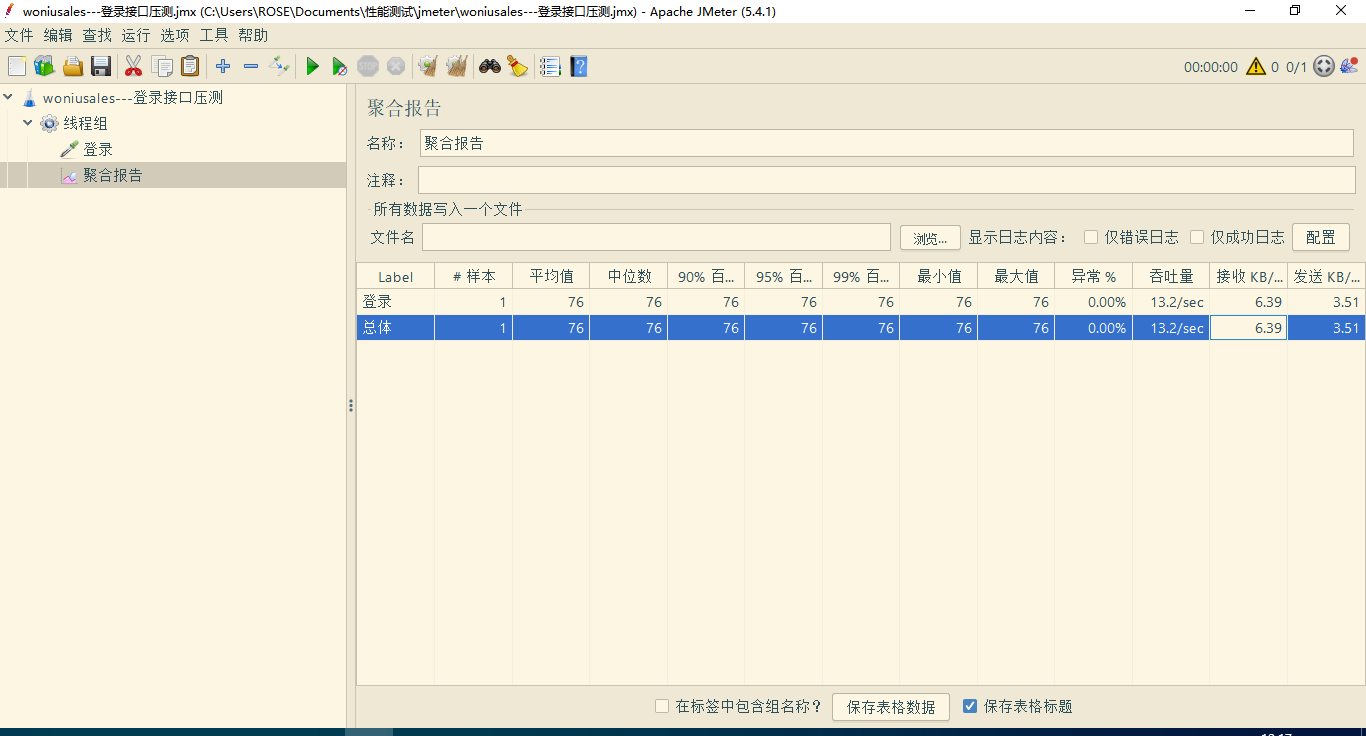 woniusales---登录接口压测.jmx (C:\Users\ROSE\Documents\性能测试\jmeter\woniusales---登录接口压测.jmx) - Apache JMeter (5.4.1)
文件 编辑 查找 运行 选项 工具 帮助
STOP 00:00:00 0 0/1
woniusales---登录接口压测
线程组
登录
聚合报告
聚合报告
名称： 聚合报告
注释：
所有数据写入一个文件
文件名 浏览... 显示日志内容： 仅错误日志 仅成功日志 配置
Label # 样本 平均值 中位数 90% 百... 95% 百... 99% 百... 最小值 最大值 异常 % 吞吐量 接收 KB/... 发送 KB/...
登录 1 76 76 76 76 76 76 76 0.00% 13.2/sec 6.39 3.51
总体 1 76 76 76 76 76 76 76 0.00% 13.2/sec 6.39 3.51
在标签中包含组名称？ 保存表格数据 保存表格标题